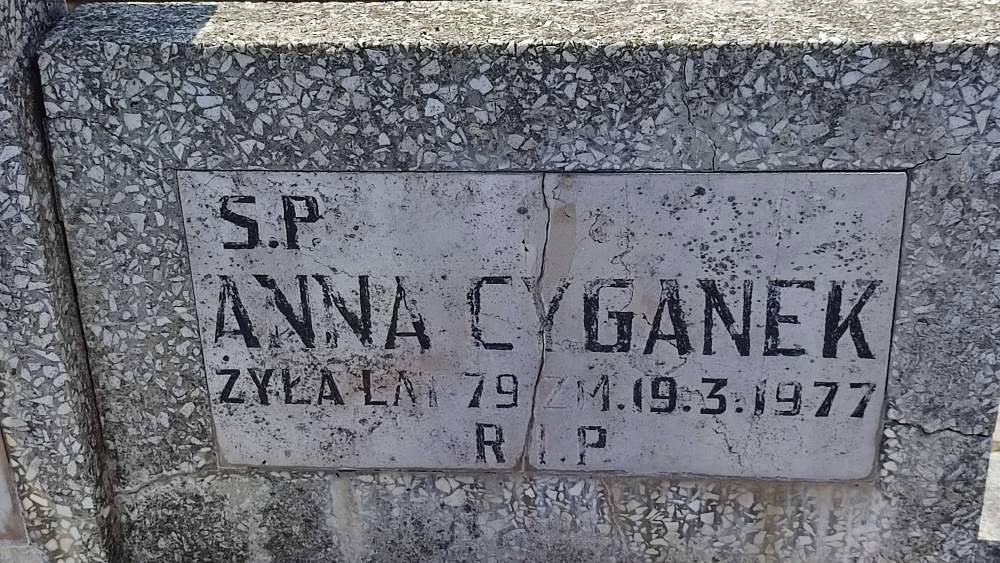 S.P.
ANNA CYGANEK
ŻYŁA LAT 79 ZM. 19.3.1977
R.I.P